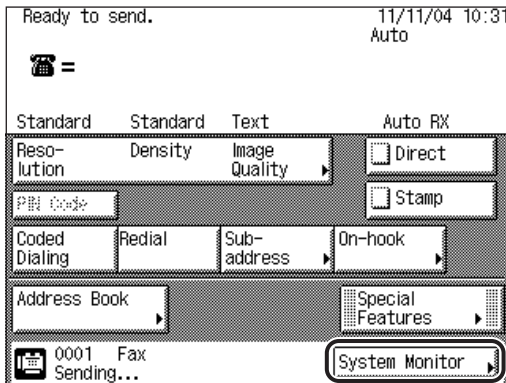 Ready to send. 11/11/04 10:31
Auto
=
Standard Standard Text Auto RX
Reso-
lution
Density
Image
Quality
Direct
PIN Code
Stamp
Coded
Dialing
Redial
Sub-
address
On-hook
Address Book
Special
Features
0001 Fax
Sending...
System Monitor